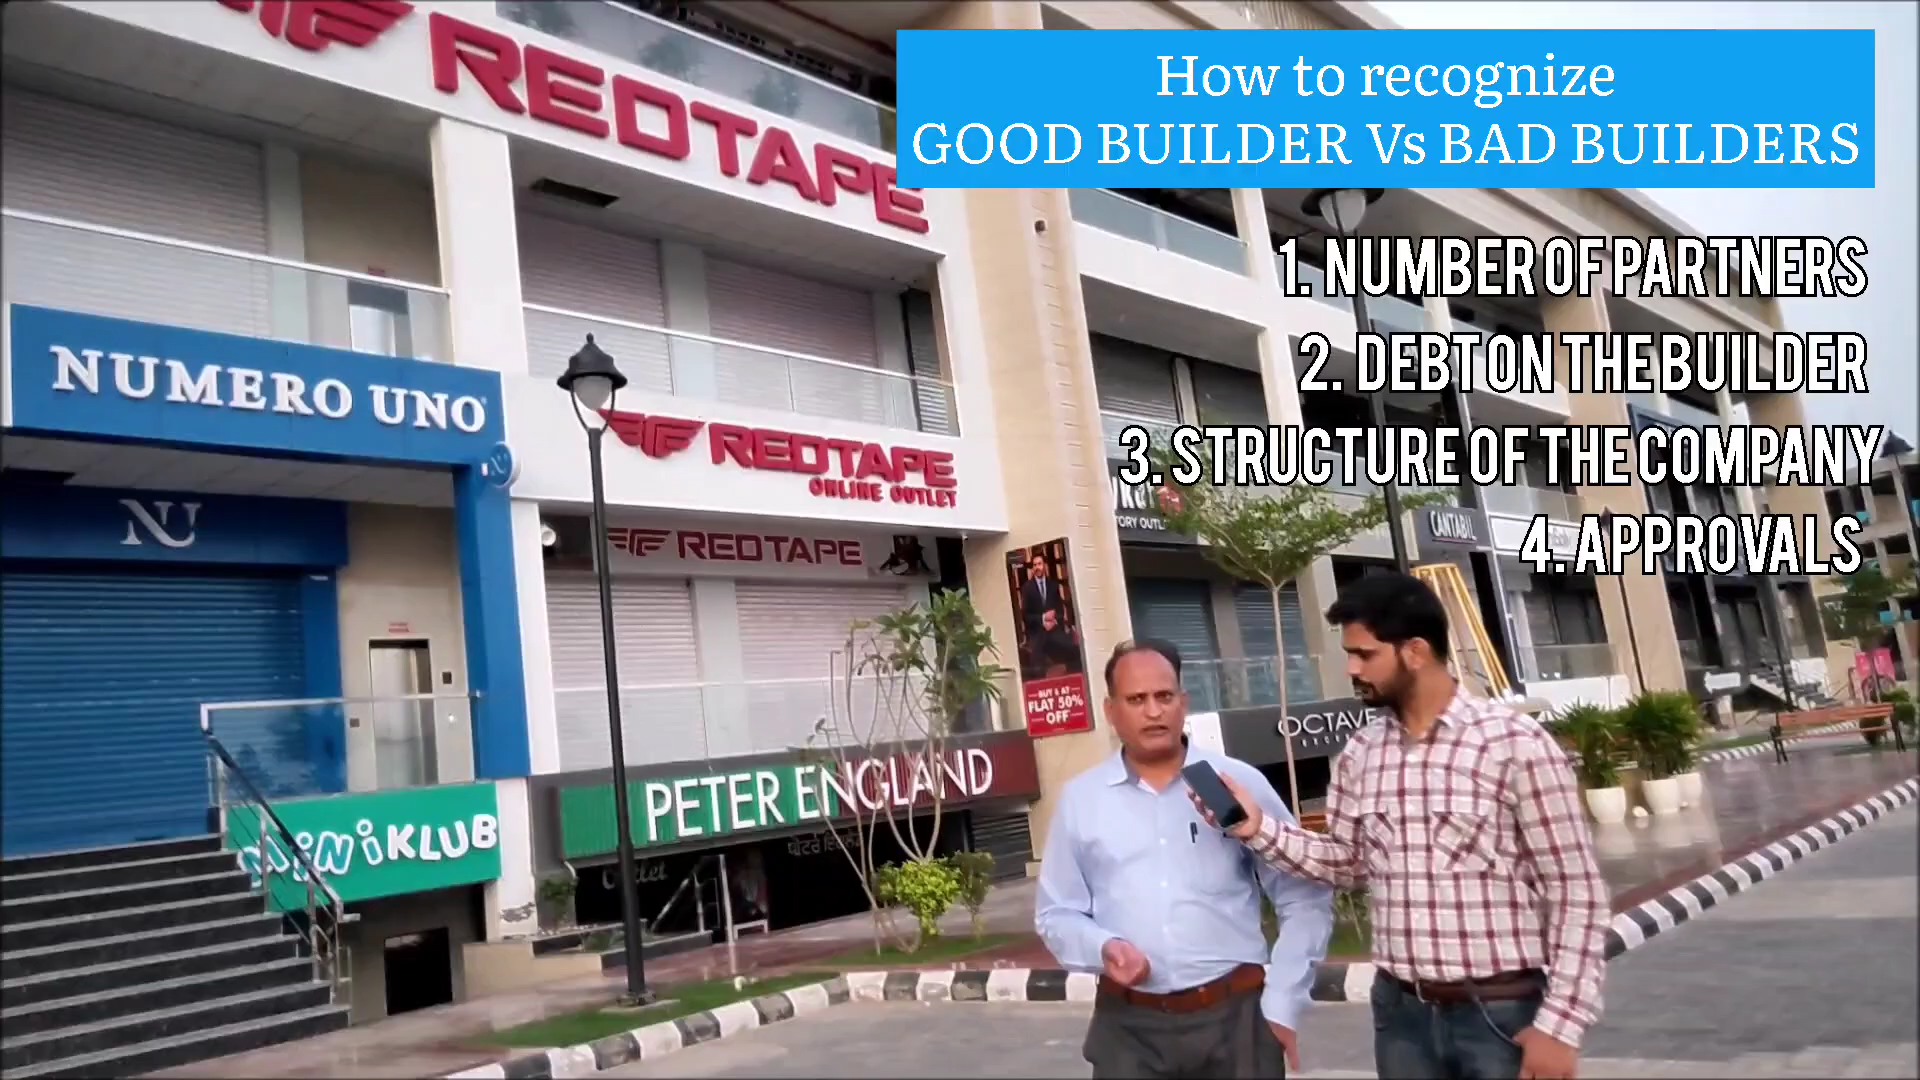 How to recognize
GOOD BUILDER Vs BAD BUILDERS
1. NUMBER OF PARTNERS
2. DEBT ON THE BUILDER
3. STRUCTURE OF THE COMPANY
4. APPROVALS
REDTAPE
NUMERO UNO
NU
REDTAPE
ONLINE OUTLET
REDTAPE
CANTABIL
FLAT 50%
OFF
OCTAVE
PETER ENGLAND
MINIKLUB